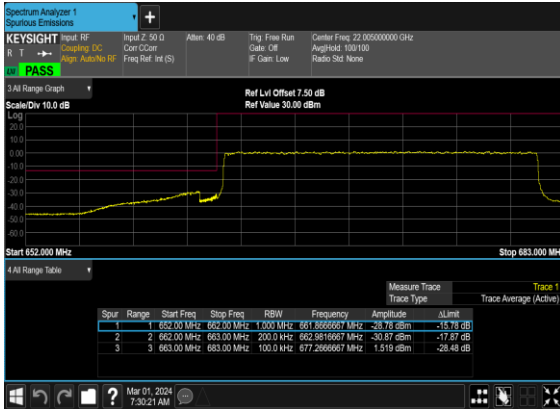 Spectrum Analyzer 1
Spurious Emissions
+
KEYSIGHT Input: RF Input Z: 50 Ω Atten: 40 dB Trig: Free Run Center Freq: 22.005000000 GHz
R T Coupling: DC Corr CCorr Gate: Off Avg|Hold: 100/100
Align: Auto/No RF Freq Ref: Int (S) IF Gain: Low Radio Std: None
PASS
3 All Range Graph
Ref Lvl Offset 7.50 dB
Scale/Div 10.0 dB Ref Value 30.00 dBm
Log
20.0
10.0
0.00
-10.0
-20.0
-30.0
-40.0
-50.0
-60.0
Start 652.000 MHz Stop 683.000 MH
4 All Range Table
Measure Trace Trace 1
Trace Type Trace Average (Active)
Spur Range Start Freq Stop Freq RBW Frequency Amplitude ΔLimit
1 1 652.00 MHz 662.00 MHz 1.000 MHz 661.8666667 MHz -28.78 dBm -15.78 dB
2 2 662.00 MHz 663.00 MHz 200.0 kHz 662.9816667 MHz -30.87 dBm -17.87 dB
3 3 663.00 MHz 683.00 MHz 100.0 kHz 677.2666667 MHz 1.519 dBm -28.48 dB
? Mar 01, 2024
7:30:21 AM